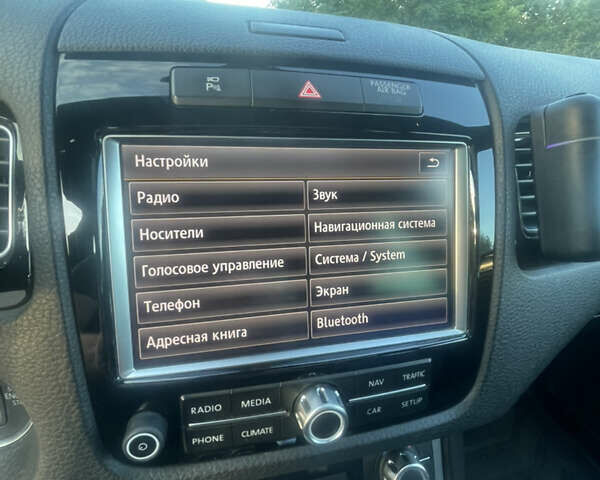 P
PASSENGER
AIR BAG
Настройки
Радио
Звук
Носители
Навигационная система
Голосовое управление
Система / System
Телефон
Экран
Адресная книга
Bluetooth
RADIO MEDIA
NAV TRAFFIC
PHONE CLIMATE
CAR SETUP